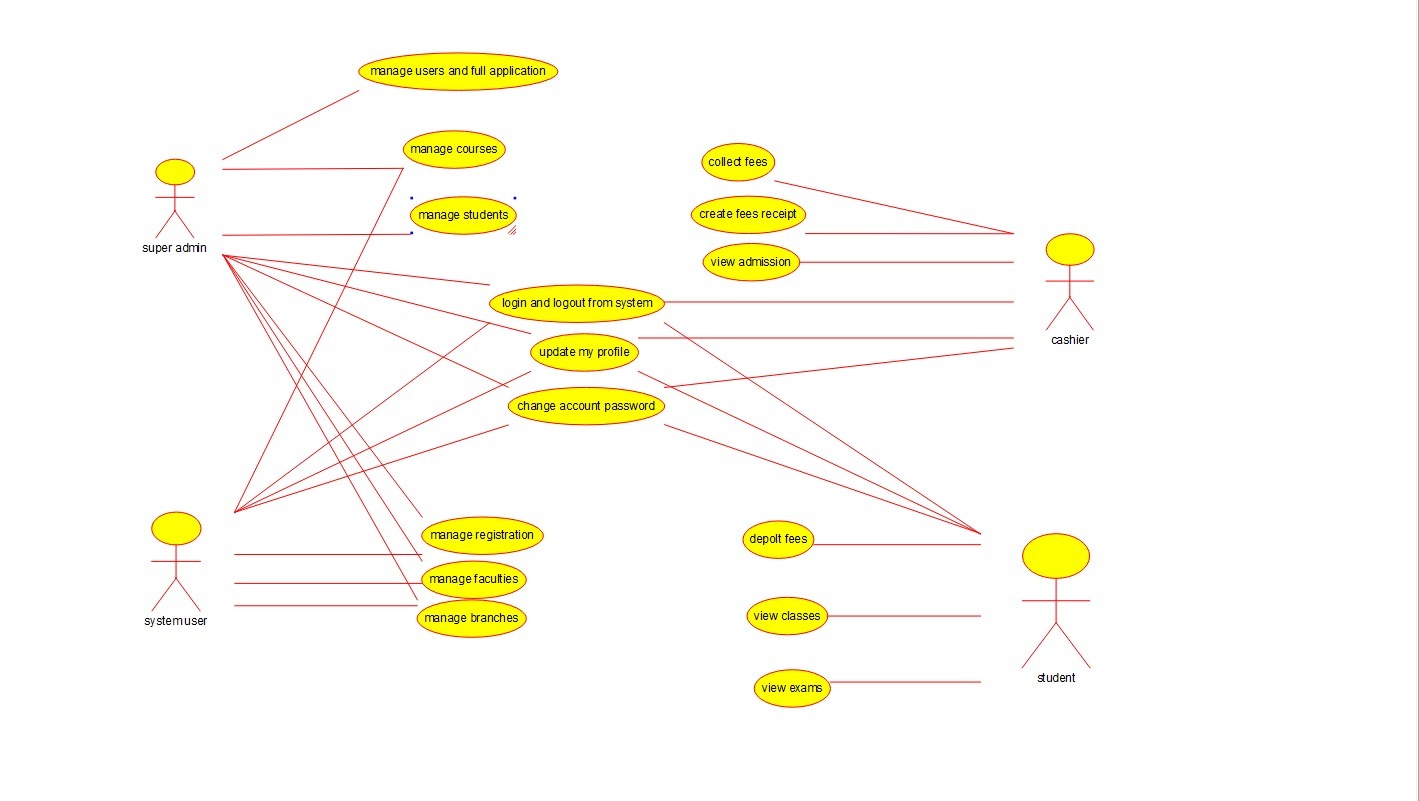 manage users and full application
manage courses
collect fees
manage students
create fees receipt
super admin
view admission
login and logout from system
cashier
update my profile
change account password
manage registration
depolt fees
manage faculties
view classes
manage branches
system user
student
view exams